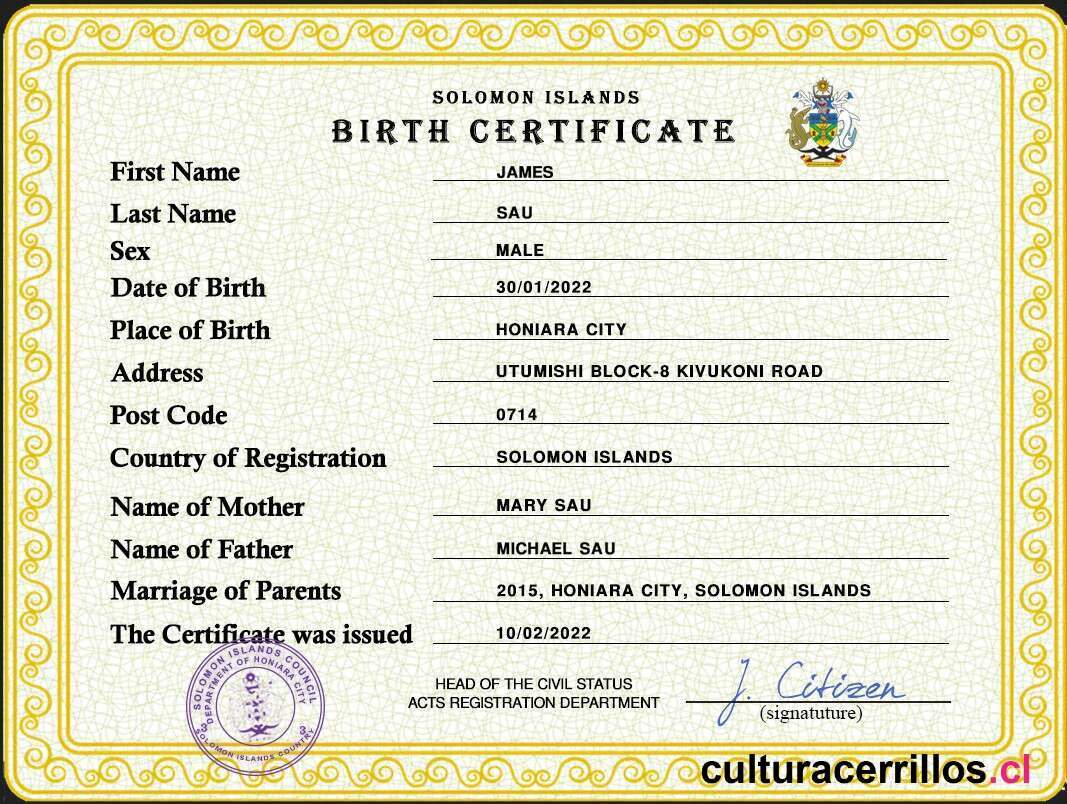 SOLOMON ISLANDS
BIRTH CERTIFICATE
First Name JAMES
Last Name SAU
Sex MALE
Date of Birth 30/01/2022
Place of Birth HONIARA CITY
Address UTUMISHI BLOCK-8 KIVUKONI ROAD
Post Code 0714
Country of Registration SOLOMON ISLANDS
Name of Mother MARY SAU
Name of Father MICHAEL SAU
Marriage of Parents 2015, HONIARA CITY, SOLOMON ISLANDS
The Certificate was issued 10/02/2022
SOLOMON ISLANDS COUNCIL
DEPARTMENT OF HONIARA CITY
3 3
SOLOMON ISLANDS COUNTRY
HEAD OF THE CIVIL STATUS
ACTS REGISTRATION DEPARTMENT
J. Citizen
(signatuture)
culturacerrillos.cl